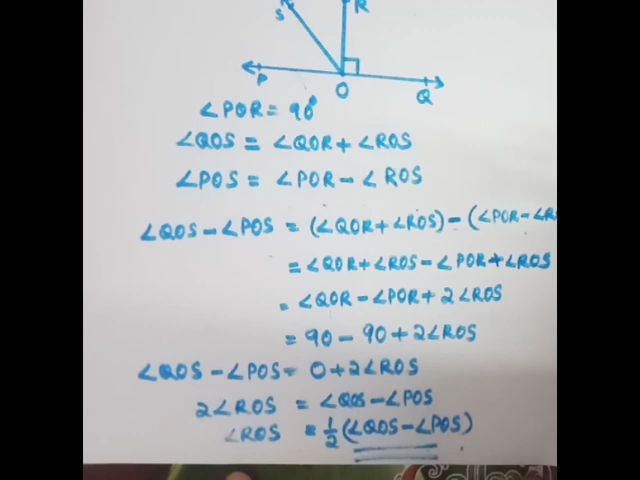 S R
P O Q
∠POR = 90°
∠QOS = ∠QOR + ∠ROS
∠POS = ∠POR - ∠ROS
∠QOS - ∠POS = (∠QOR + ∠ROS) - (∠POR - ∠R
= ∠QOR + ∠ROS - ∠POR + ∠ROS
= ∠QOR - ∠POR + 2∠ROS
= 90 - 90 + 2∠ROS
∠QOS - ∠POS = 0 + 2∠ROS
2∠ROS = ∠QOS - ∠POS
∠ROS = 1/2 (∠QOS - ∠POS)